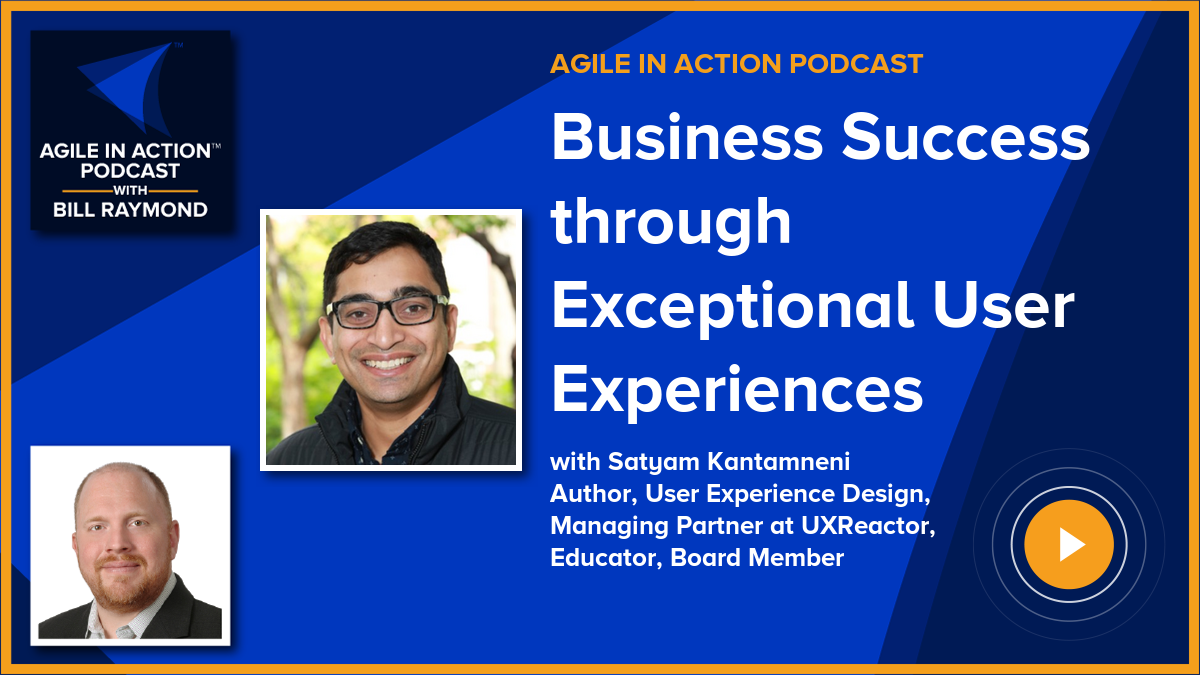 AGILE IN ACTION™
PODCAST
WITH
BILL RAYMOND
AGILE IN ACTION PODCAST
Business Success
through
Exceptional User
Experiences
with Satyam Kantamneni
Author, User Experience Design,
Managing Partner at UXReactor,
Educator, Board Member
TM